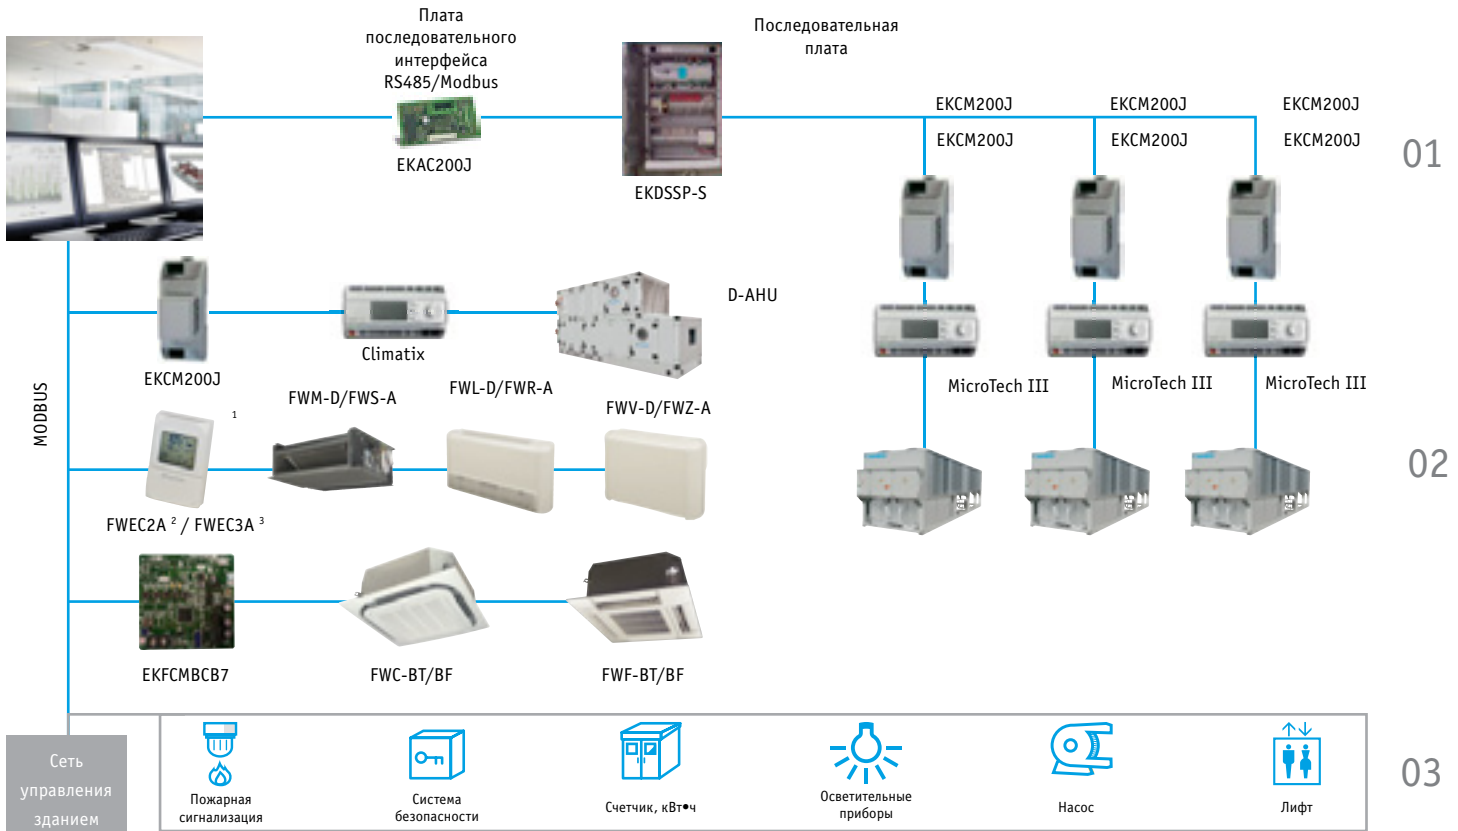 Плата
последовательного
интерфейса
RS485/Modbus
Последовательная
плата
EKAC200J
EKDSSP-S
EKCM200J
EKCM200J
EKCM200J
EKCM200J
EKCM200J
EKCM200J
01
EKCM200J
Climatix
D-AHU
MicroTech III
MicroTech III
MicroTech III
MODBUS
1
FWM-D/FWS-A
FWL-D/FWR-A
FWV-D/FWZ-A
02
FWEC2A 2 / FWEC3A 3
EKFCMBCB7
FWC-BT/BF
FWF-BT/BF
Сеть
управления
зданием
Пожарная
сигнализация
Система
безопасности
Счетчик, кВт•ч
Осветительные
приборы
Насос
Лифт
03